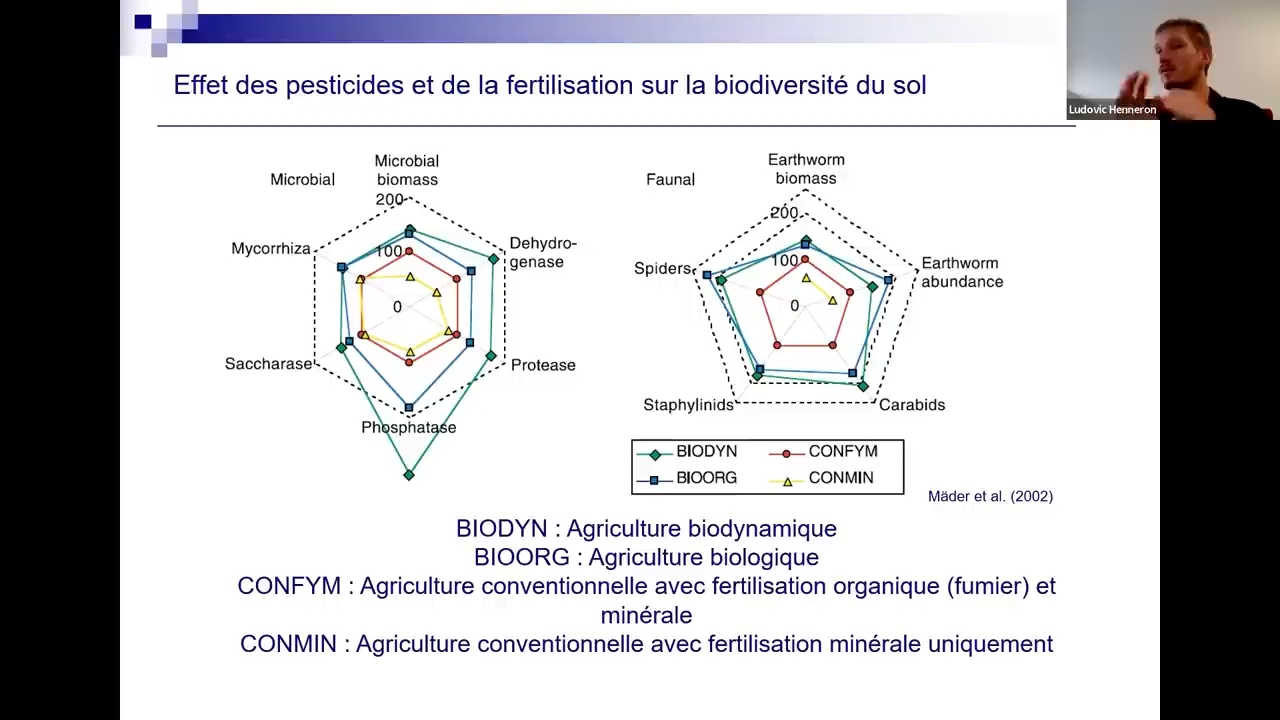 Effet des pesticides et de la fertilisation sur la biodiversité du sol
Ludovic Henneron
Microbial
Microbial
biomass
200
Mycorrhiza
100
Dehydro-
genase
0
Saccharase
Protease
Phosphatase
Faunal
Earthworm
biomass
200
Spiders
100
Earthworm
abundance
0
Staphylinids
Carabids
BIODYN
CONFYM
BIOORG
CONMIN
Mäder et al. (2002)
BIODYN : Agriculture biodynamique
BIOORG : Agriculture biologique
CONFYM : Agriculture conventionnelle avec fertilisation organique (fumier) et
minérale
CONMIN : Agriculture conventionnelle avec fertilisation minérale uniquement